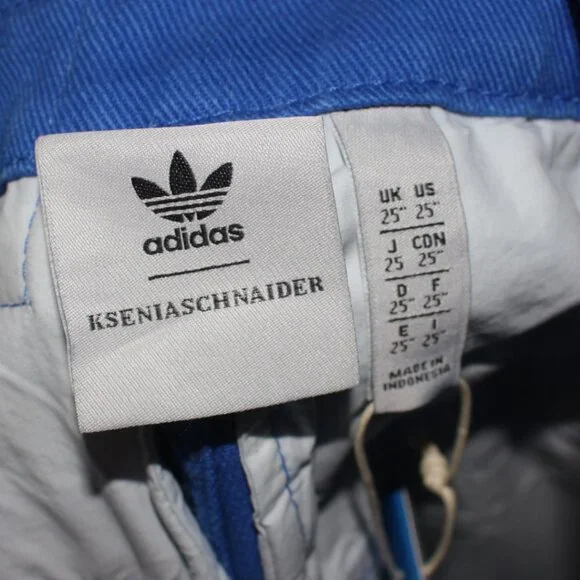 adidas
KSENIASCHNAIDER
UK US
25" 25"
J CDN
25 25"
D F
25" 25"
E I
25" 25"
MADE IN
INDONESIA